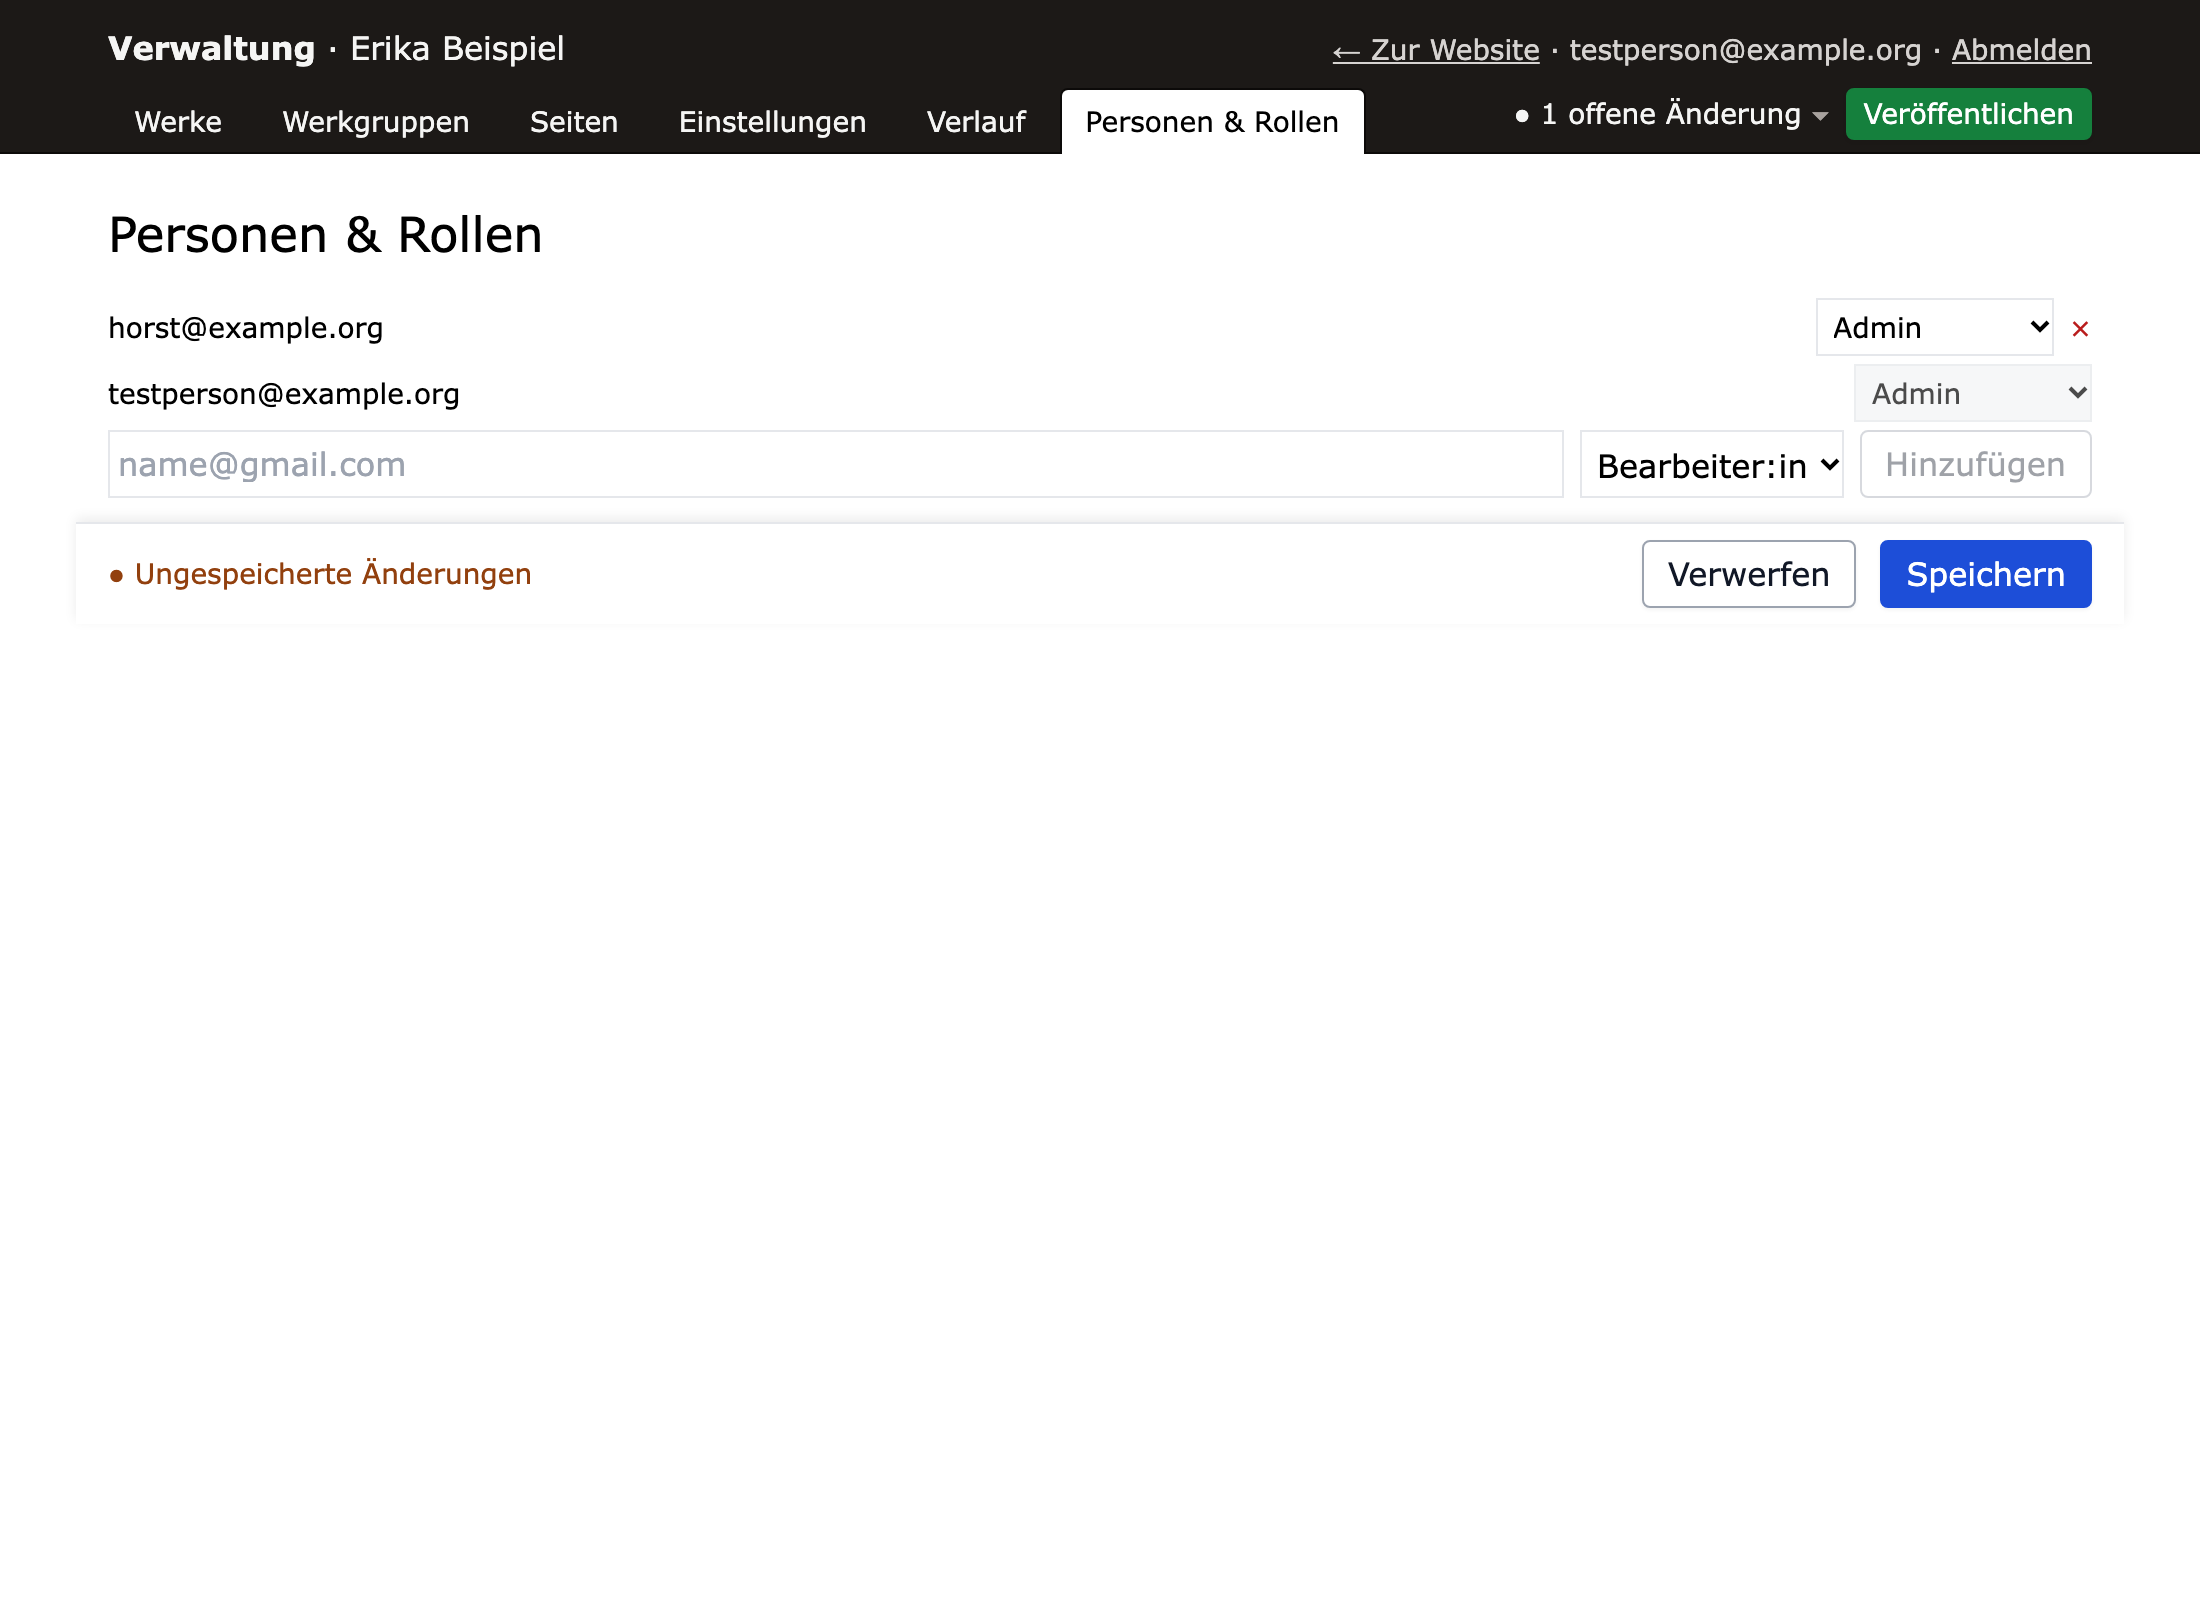 Verwaltung · Erika Beispiel
← Zur Website · testperson@example.org · Abmelden
Werke Werkgruppen Seiten Einstellungen Verlauf Personen & Rollen
● 1 offene Änderung ▾ Veröffentlichen
Personen & Rollen
horst@example.org Admin ×
testperson@example.org Admin
name@gmail.com Bearbeiter:in Hinzufügen
● Ungespeicherte Änderungen Verwerfen Speichern